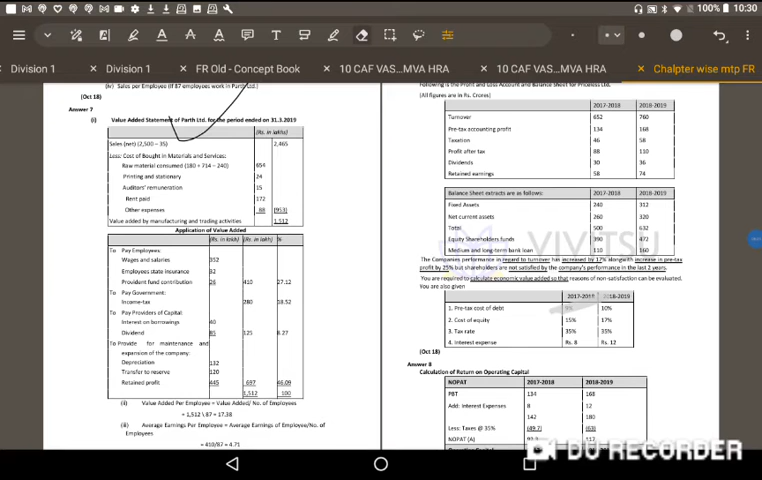 100% 10:30
Division 1
Division 1
FR Old - Concept Book
10 CAF VAS...MVA HRA
10 CAF VAS...MVA HRA
Chalpter wise mtp FR
(iv) Sales per Employee (If 87 employees work in Parth Ltd.)
(Oct 18)
Answer 7
(i) Value Added Statement of Parth Ltd. for the period ended on 31.3.2019
(Rs. in lakhs)
Sales (net) (2,500 – 35) 2,465
Less: Cost of Bought in Materials and Services:
Raw material consumed (180 + 714 – 240) 654
Printing and stationary 24
Auditors' remuneration 15
Rent paid 172
Other expenses 88 (953)
Value added by manufacturing and trading activities 1,512
Application of Value Added
(Rs. in lakh) (Rs. in lakh) %
To Pay Employees:
Wages and salaries 352
Employees state insurance 32
Provident fund contribution 26 410 27.12
To Pay Government:
Income-tax 280 18.52
To Pay Providers of Capital:
Interest on borrowings 40
Dividend 85 125 8.27
To Provide for maintenance and
expansion of the company:
Depreciation 132
Transfer to reserve 120
Retained profit 445 697 46.09
1,512 100
(ii) Value Added Per Employee = Value Added/ No. of Employees
= 1,512 \ 87 = 17.38
(iii) Average Earnings Per Employee = Average Earnings of Employee/No. of
Employees
= 410/87 = 4.71
Following is the Profit and Loss Account and Balance Sheet for Priceless Ltd.
(All figures are in Rs. Crores)
2017-2018 2018-2019
Turnover 652 760
Pre-tax accounting profit 134 168
Taxation 46 58
Profit after tax 88 110
Dividends 30 36
Retained earnings 58 74
Balance Sheet extracts are as follows: 2017-2018 2018-2019
Fixed Assets 240 312
Net current assets 260 320
Total 500 632
Equity Shareholders funds 390 472
Medium and long-term bank loan 110 160
VIVITSU
The Companies performance in regard to turnover has increased by 17% alongwith increase in pre-tax
profit by 25% but shareholders are not satisfied by the company's performance in the last 2 years.
You are required to calculate economic value added so that reasons of non-satisfaction can be evaluated.
You are also given
2017-2018 2018-2019
1. Pre-tax cost of debt 9% 10%
2. Cost of equity 15% 17%
3. Tax rate 35% 35%
4. Interest expense Rs. 8 Rs. 12
(Oct 18)
Answer 8
Calculation of Return on Operating Capital
NOPAT 2017-2018 2018-2019
PBT 134 168
Add: Interest Expenses 8 12
142 180
Less: Taxes @ 35% (49.7) (63)
NOPAT (A) 117
DU RECORDER